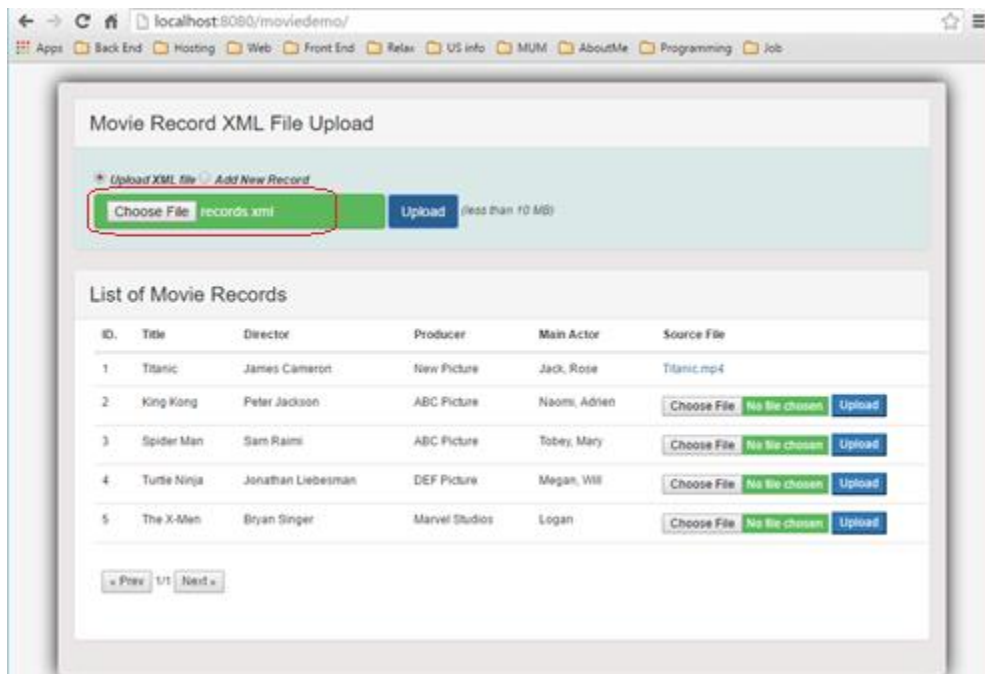 localhost:8080/moviedemo/
Apps Back End Hosting Web Front End Relax US info MUM AboutMe Programming Job
Movie Record XML File Upload
Upload XML file Add New Record
Choose File records.xml Upload (less than 10 MB)
List of Movie Records
ID. Title Director Producer Main Actor Source File
1 Titanic James Cameron New Picture Jack, Rose Titanic.mp4
2 King Kong Peter Jackson ABC Picture Naomi, Adrien Choose File No file chosen Upload
3 Spider Man Sam Raimi ABC Picture Tobey, Mary Choose File No file chosen Upload
4 Turtle Ninja Jonathan Liebesman DEF Picture Megan, Will Choose File No file chosen Upload
5 The X-Men Bryan Singer Marvel Studios Logan Choose File No file chosen Upload
« Prev 1/1 Next »